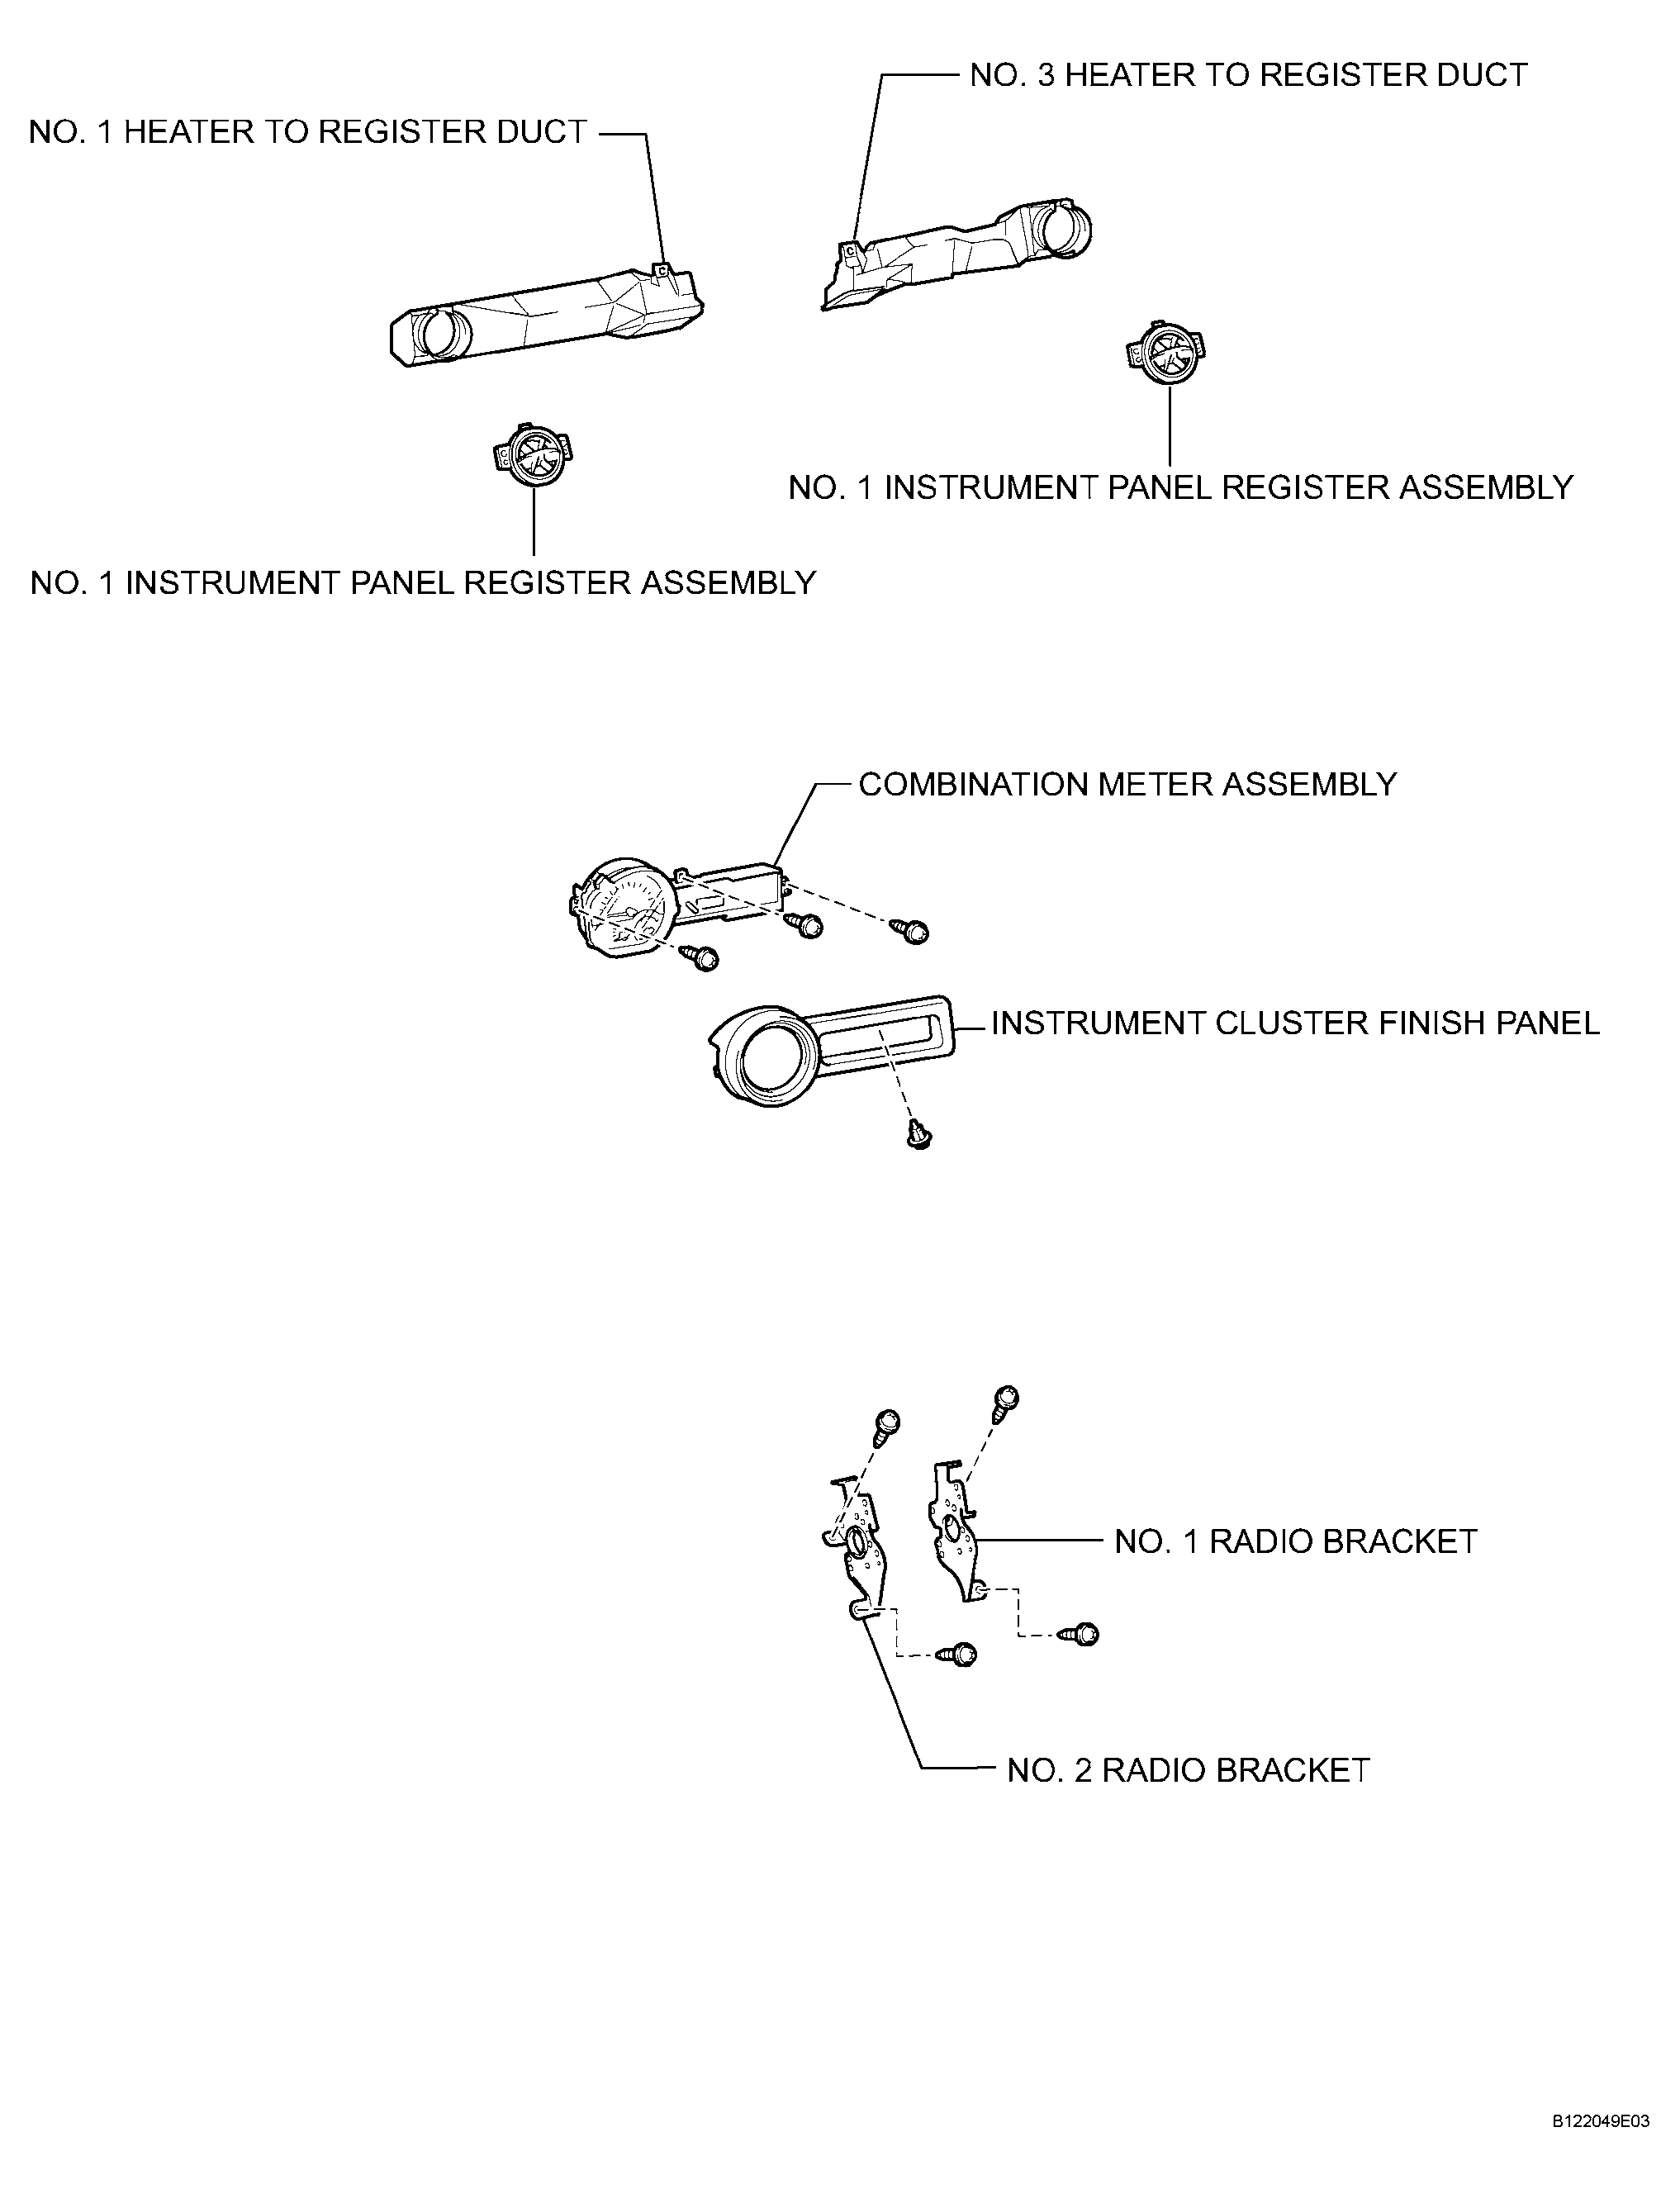 NO. 3 HEATER TO REGISTER DUCT
NO. 1 HEATER TO REGISTER DUCT
NO. 1 INSTRUMENT PANEL REGISTER ASSEMBLY
NO. 1 INSTRUMENT PANEL REGISTER ASSEMBLY
COMBINATION METER ASSEMBLY
INSTRUMENT CLUSTER FINISH PANEL
NO. 1 RADIO BRACKET
NO. 2 RADIO BRACKET
B122049E03